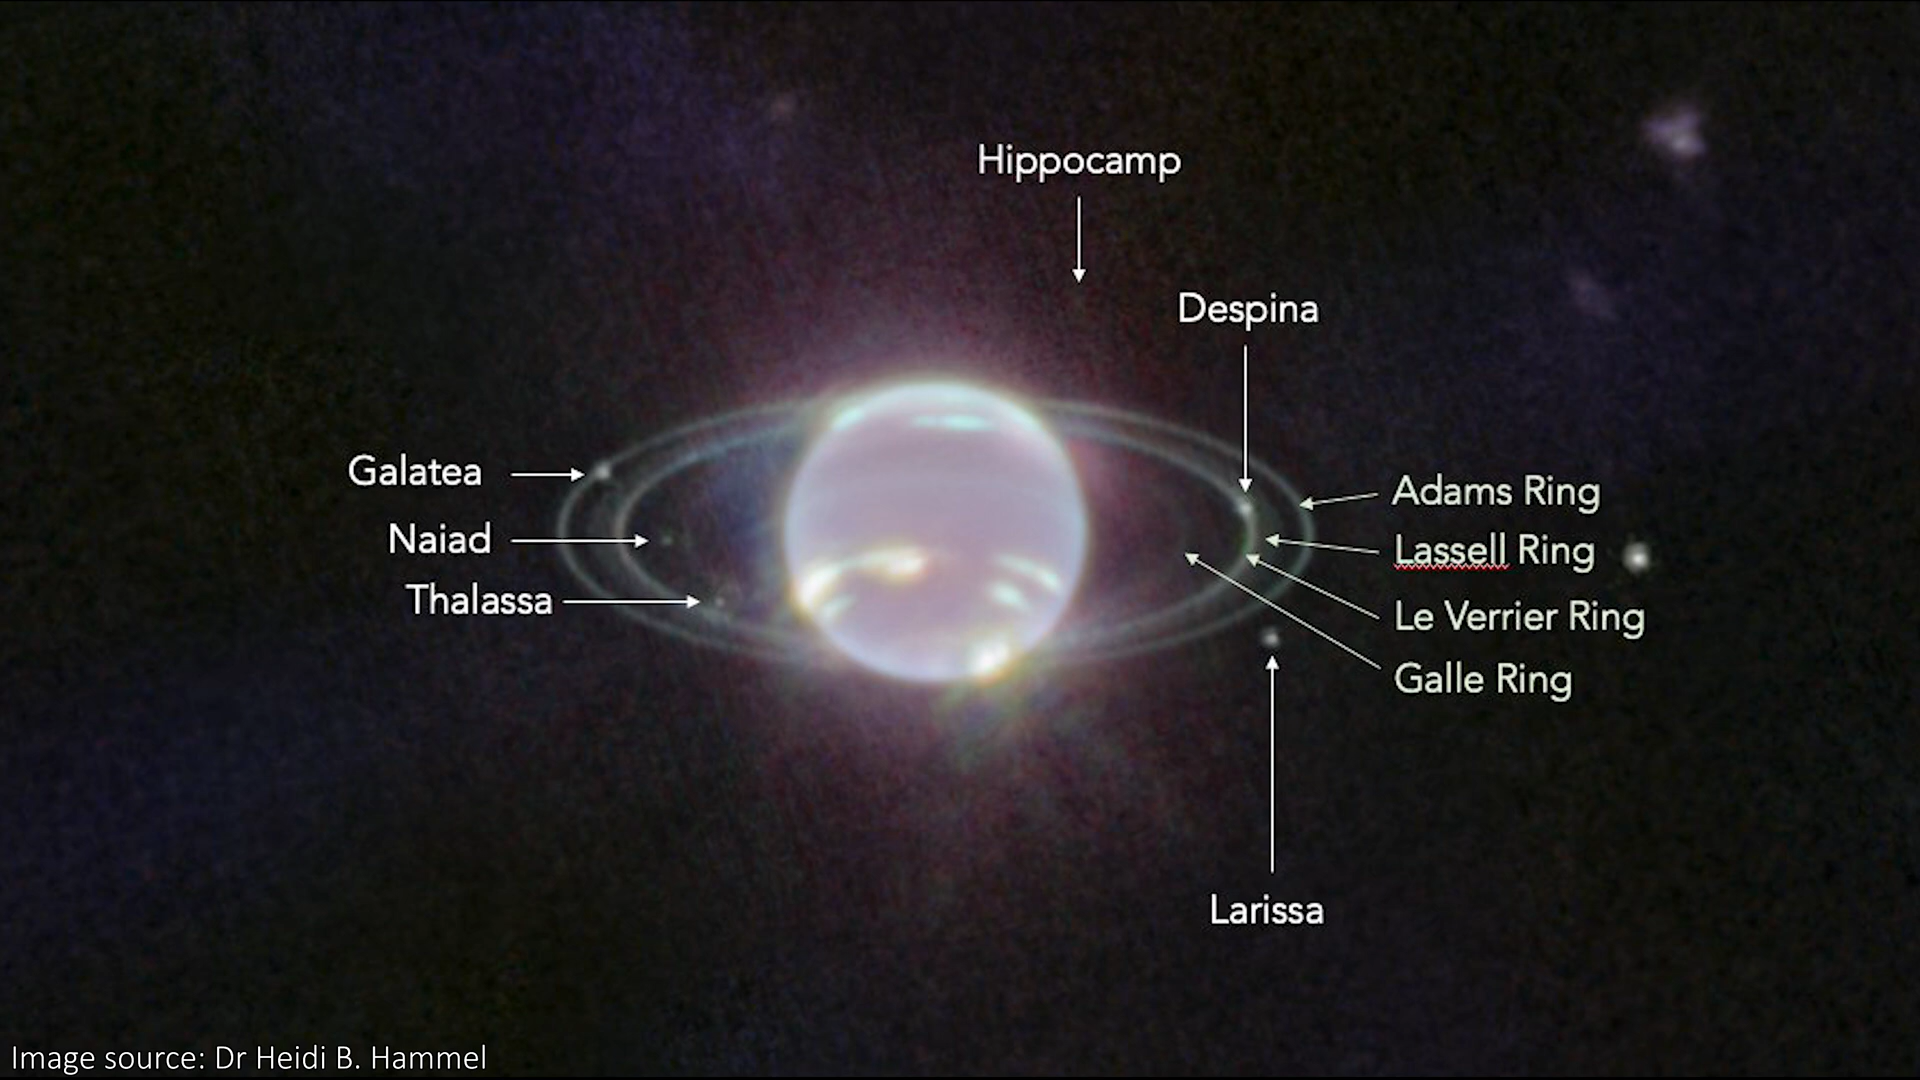 Hippocamp
Despina
Galatea
Naiad
Thalassa
Adams Ring
Lassell Ring
Le Verrier Ring
Galle Ring
Larissa
Image source: Dr Heidi B. Hammel